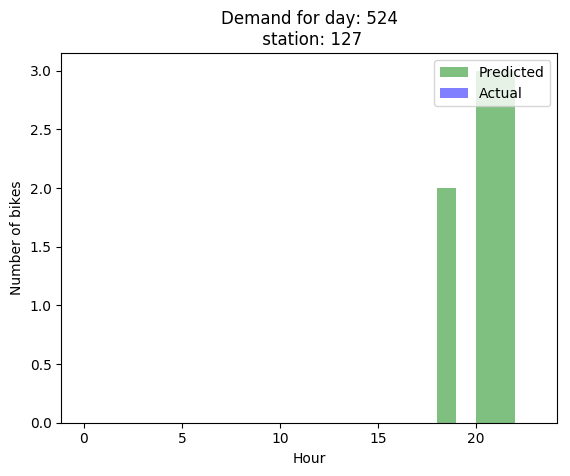 Demand for day: 524
station: 127
Predicted
Actual
3.0
2.5
2.0
1.5
1.0
0.5
0.0
Number of bikes
0
5
10
15
20
Hour